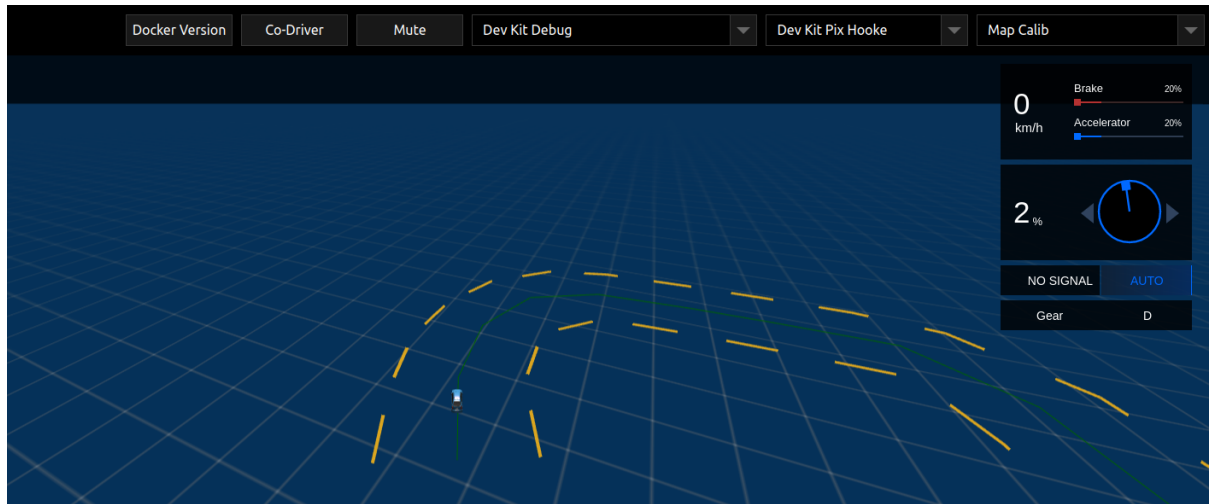 Docker Version Co-Driver Mute Dev Kit Debug Dev Kit Pix Hooke Map Calib
0
km/h
Brake 20%
Accelerator 20%
2 %
NO SIGNAL AUTO
Gear D